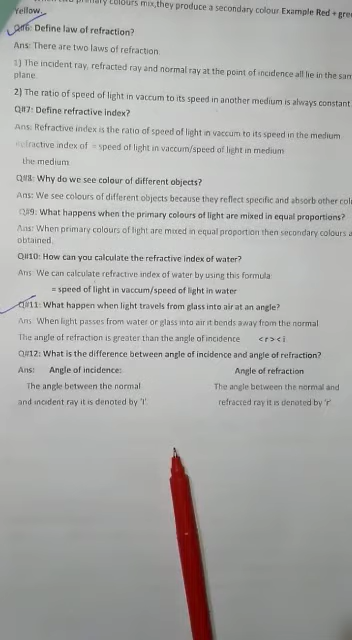 primary colours mix,they produce a secondary colour Example Red + gre
Yellow.
Q#6: Define law of refraction?
Ans: There are two laws of refraction.
1) The incident ray, refracted ray and normal ray at the point of incidence all lie in the sam
plane.
2) The ratio of speed of light in vaccum to its speed in another medium is always constant.
Q#7: Define refractive index?
Ans: Refractive index is the ratio of speed of light in vaccum to its speed in the medium
refractive index of = speed of light in vaccum/speed of light in medium
the medium
Q#8: Why do we see colour of different objects?
Ans: We see colours of different objects because they reflect specific and absorb other col
Q#9: What happens when the primary colours of light are mixed in equal proportions?
Ans: When primary colours of light are mixed in equal proportion then secondary colours a
obtained.
Q#10: How can you calculate the refractive index of water?
Ans: We can calculate refractive index of water by using this formula
= speed of light in vaccum/speed of light in water
Q#11: What happen when light travels from glass into air at an angle?
Ans: When light passes from water or glass into air it bends away from the normal
The angle of refraction is greater than the angle of incidence <r><i
Q#12: What is the difference between angle of incidence and angle of refraction?
Ans: Angle of incidence: Angle of refraction
The angle between the normal The angle between the normal and
and incident ray it is denoted by 'I'. refracted ray it is denoted by 'r'